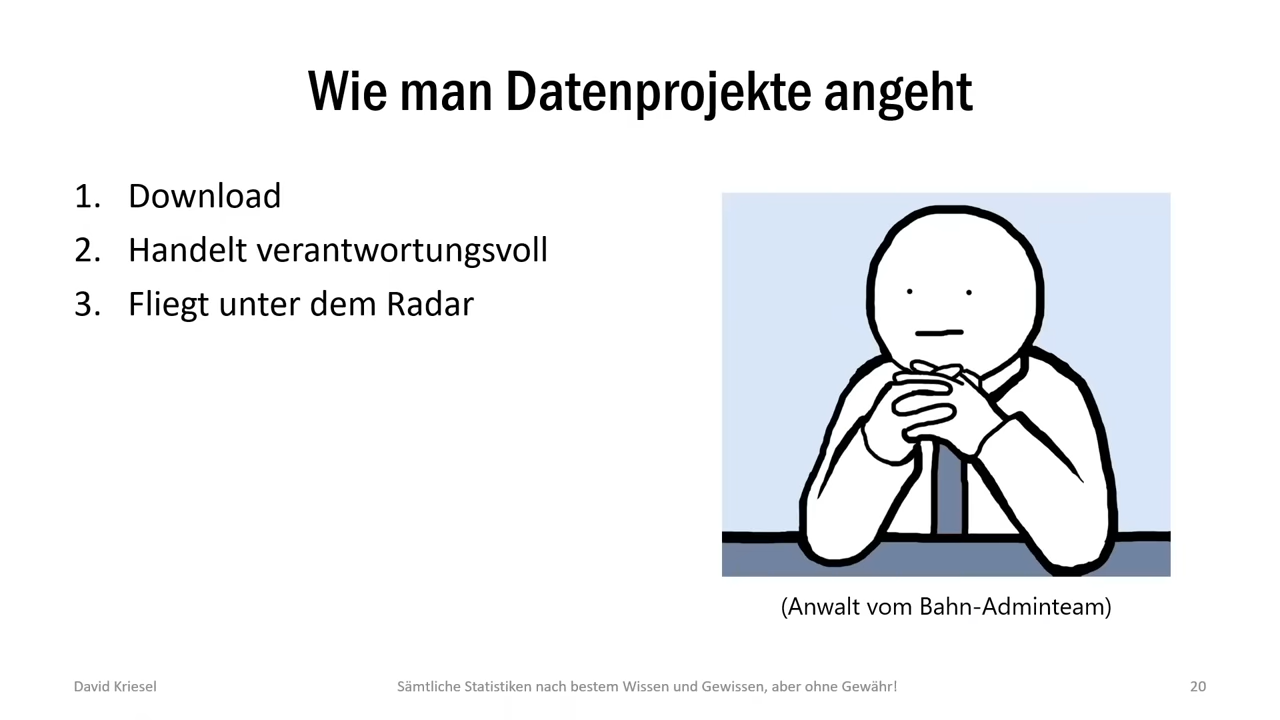 Wie man Datenprojekte angeht
1. Download
2. Handelt verantwortungsvoll
3. Fliegt unter dem Radar
(Anwalt vom Bahn-Adminteam)
David Kriesel
Sämtliche Statistiken nach bestem Wissen und Gewissen, aber ohne Gewähr!
20